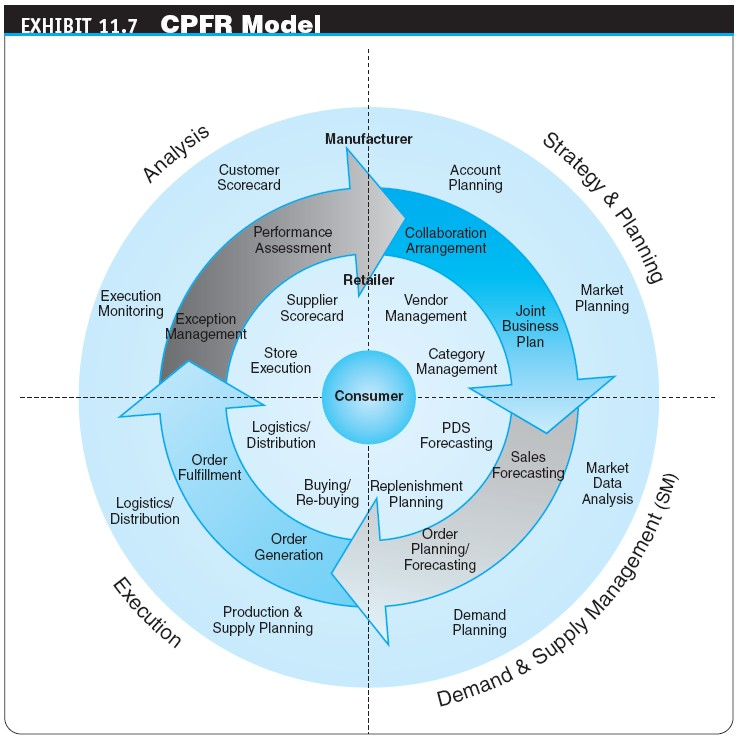 EXHIBIT 11.7 CPFR Model
Analysis
Strategy & Planning
Manufacturer
Customer
Scorecard
Account
Planning
Performance
Assessment
Collaboration
Arrangement
Retailer
Execution
Monitoring
Exception
Management
Supplier
Scorecard
Vendor
Management
Joint
Business
Plan
Market
Planning
Store
Execution
Category
Management
Consumer
Logistics/
Distribution
PDS
Forecasting
Order
Fulfillment
Sales
Forecasting
Market
Data
Analysis
Logistics/
Distribution
Buying/
Re-buying
Replenishment
Planning
Order
Generation
Order
Planning/
Forecasting
Production &
Supply Planning
Demand
Planning
Execution
Demand & Supply Management (SM)